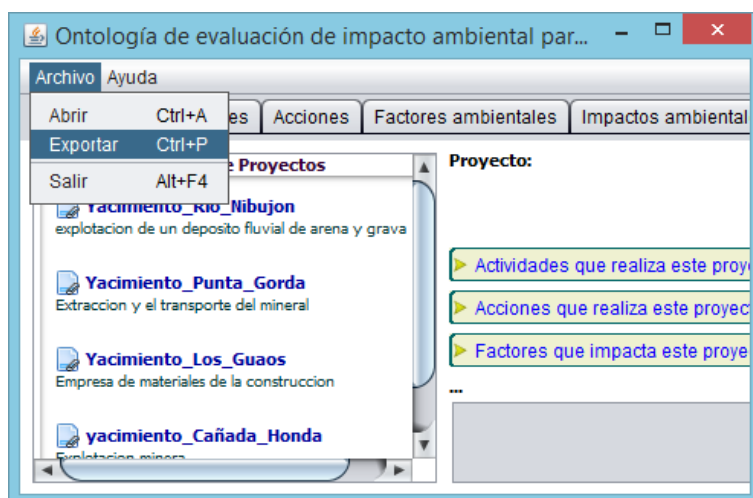 Ontología de evaluación de impacto ambiental par...
Archivo Ayuda
Abrir Ctrl+A
Exportar Ctrl+P
Salir Alt+F4
es Acciones Factores ambientales Impactos ambiental
e Proyectos
Yacimiento_Rio_Nibujon
explotacion de un deposito fluvial de arena y grava
Yacimiento_Punta_Gorda
Extraccion y el transporte del mineral
Yacimiento_Los_Guaos
Empresa de materiales de la construccion
yacimiento_Cañada_Honda
Explotacion minera
Proyecto:
Actividades que realiza este proye
Acciones que realiza este proyec
Factores que impacta este proye
...